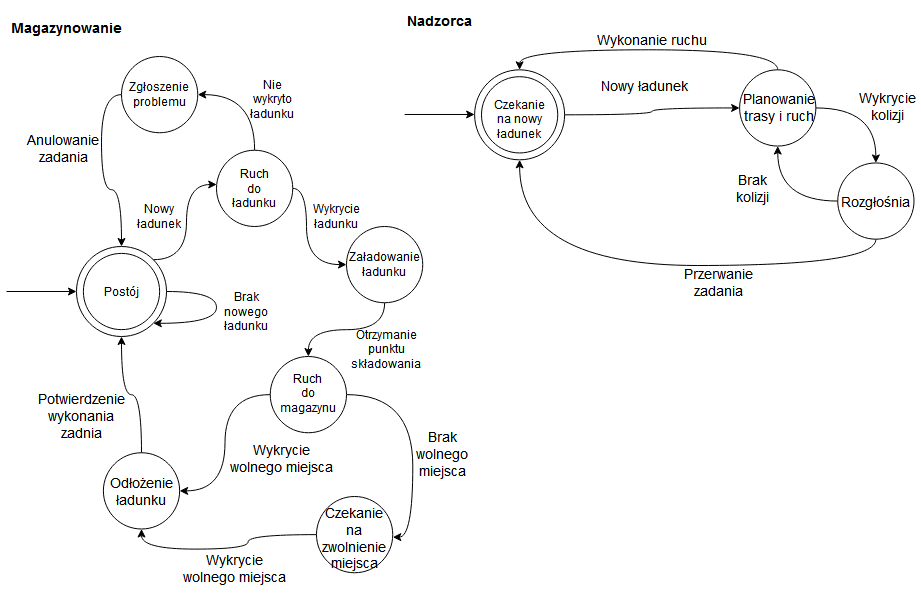 Magazynowanie
Zgłoszenie
problemu
Nie
wykryto
ładunku
Anulowanie
zadania
Ruch
do
ładunku
Nowy
ładunek
Wykrycie
ładunku
Załadowanie
ładunku
Postój
Brak
nowego
ładunku
Otrzymanie
punktu
składowania
Ruch
do
magazynu
Potwierdzenie
wykonania
zadnia
Wykrycie
wolnego miejsca
Brak
wolnego
miejsca
Odłożenie
ładunku
Czekanie
na
zwolnienie
miejsca
Wykrycie
wolnego miejsca
Nadzorca
Wykonanie ruchu
Czekanie
na nowy
ładunek
Nowy ładunek
Planowanie
trasy i ruch
Wykrycie
kolizji
Brak
kolizji
Rozgłośnia
Przerwanie
zadania